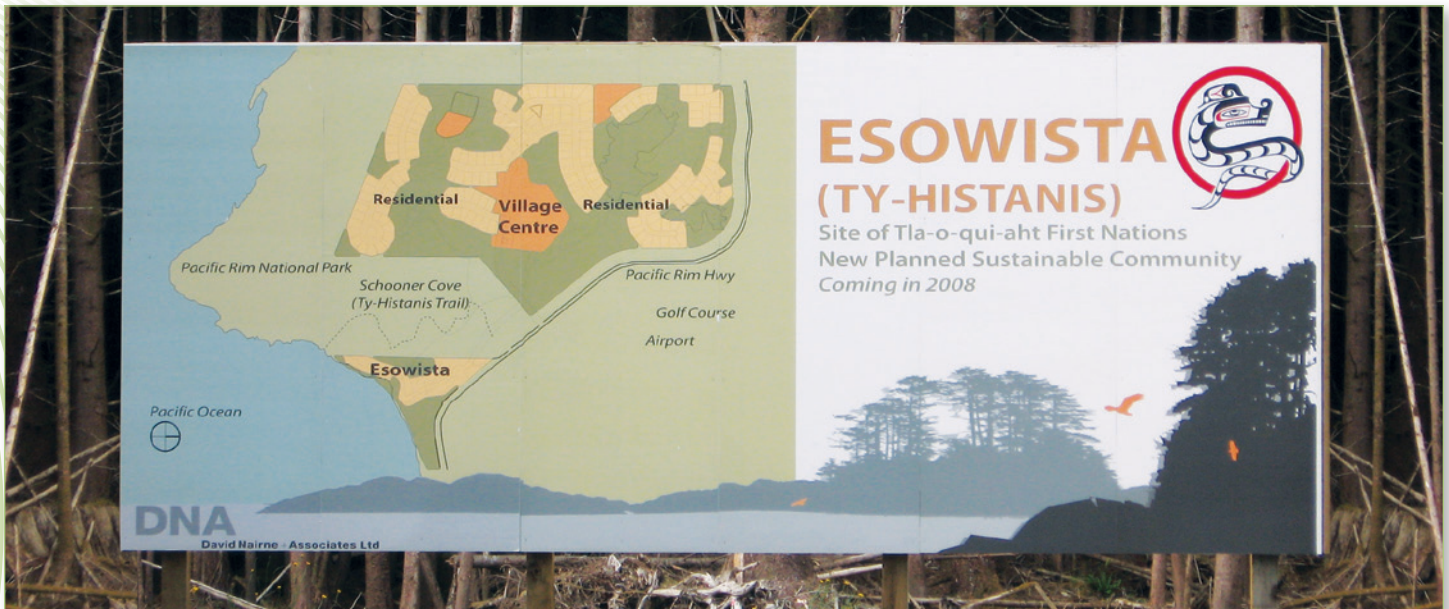 ESOWISTA
(TY-HISTANIS)
Site of Tla-o-qui-aht First Nations
New Planned Sustainable Community
Coming in 2008
Residential
Village
Centre
Residential
Pacific Rim National Park
Schooner Cove
(Ty-Histanis Trail)
Pacific Rim Hwy
Golf Course
Airport
Esowista
Pacific Ocean
DNA
David Nairne + Associates Ltd